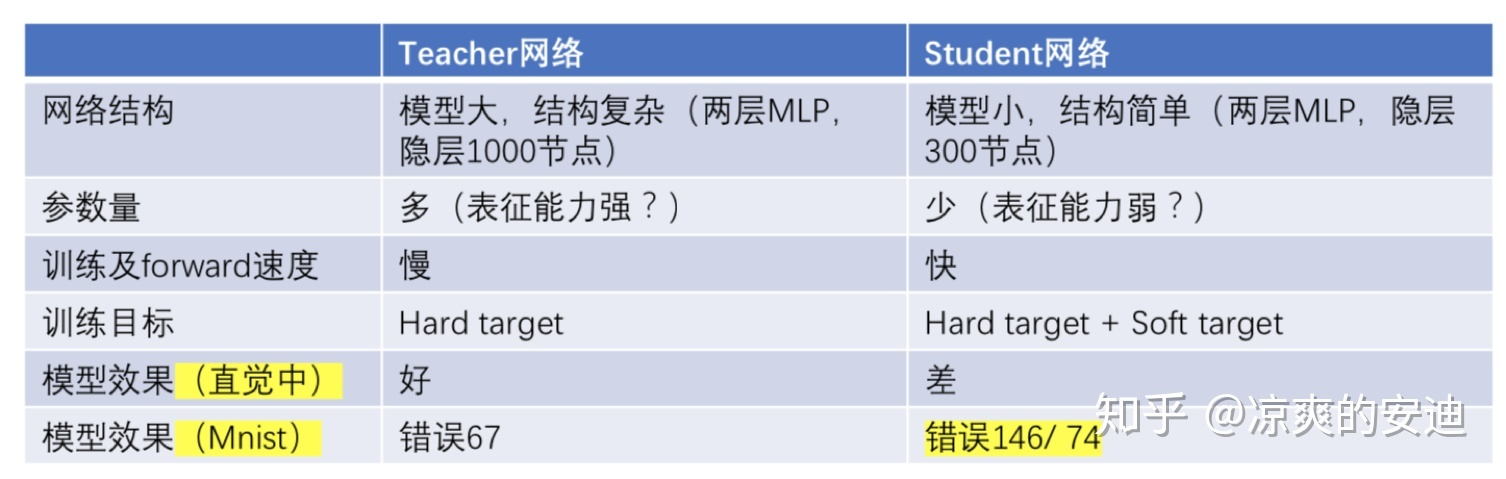 Teacher网络 Student网络
网络结构 模型大，结构复杂（两层MLP， 模型小，结构简单（两层MLP， 隐层
隐层1000节点） 300节点）
参数量 多（表征能力强？） 少（表征能力弱？）
训练及forward速度 慢 快
训练目标 Hard target Hard target + Soft target
模型效果（直觉中） 好 差
模型效果（Mnist） 错误67 错误146/ 74
知乎 @凉爽的安迪